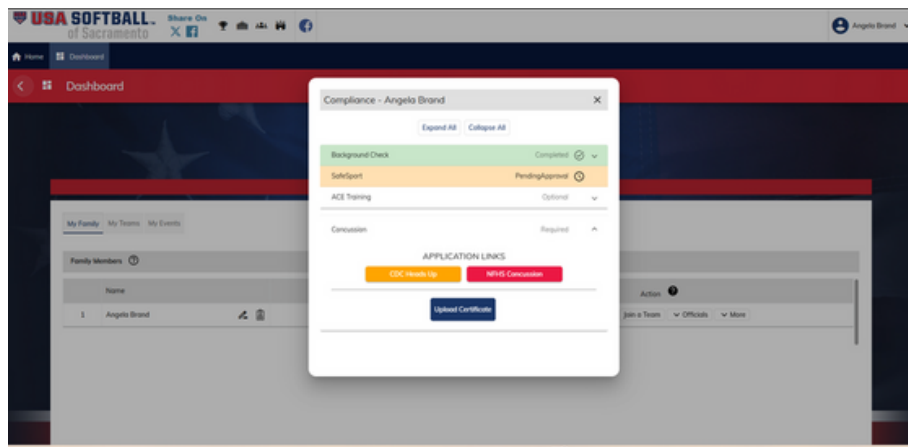 USA SOFTBALL
of Sacramento
Share On
Angela Brand
Home Dashboard
Dashboard
Compliance - Angela Brand
Expand All Collapse All
Background Check Completed
SafeSport PendingApproval
ACE Training Optional
Concussion Required
APPLICATION LINKS
CDC Heads Up NFHS Concussion
Upload Certificate
My Family My Teams My Events
Family Members
Name Action
1 Angela Brand Join a Team Officials More